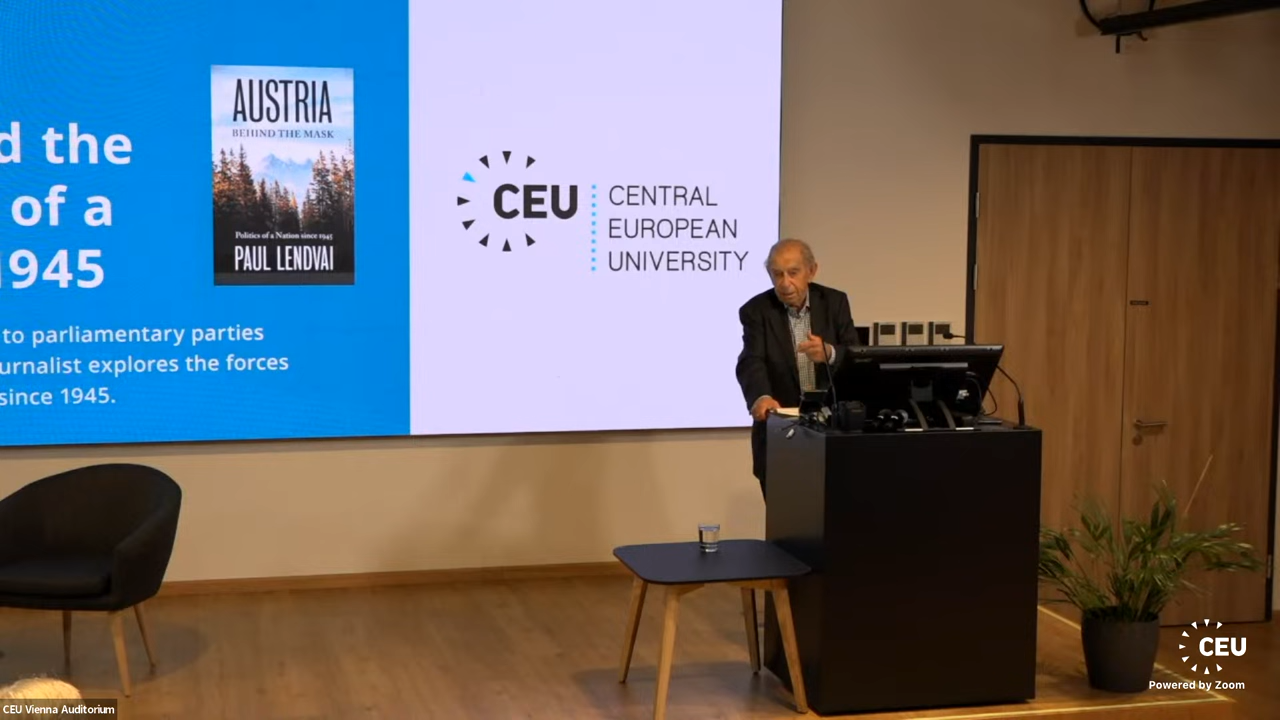 d the
of a
1945
to parliamentary parties
urnalist explores the forces
since 1945.
AUSTRIA
BEHIND THE MASK
Politics of a Nation since 1945
PAUL LENDVAI
CEU
CENTRAL
EUROPEAN
UNIVERSITY
CEU
Powered by Zoom
CEU Vienna Auditorium